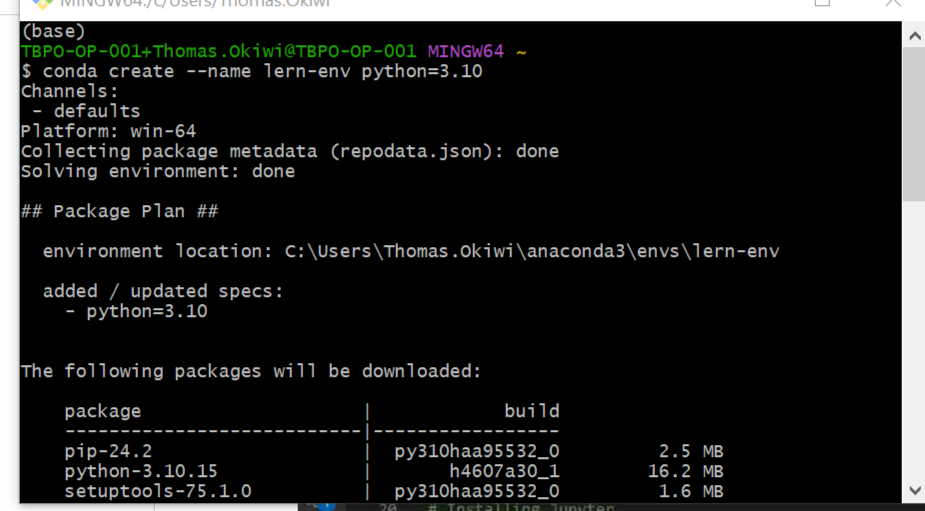 MINGW64:/c/Users/Thomas.Okiwi
(base)
TBPO-OP-001+Thomas.Okiwi@TBPO-OP-001 MINGW64 ~
$ conda create --name lern-env python=3.10
Channels:
 - defaults
Platform: win-64
Collecting package metadata (repodata.json): done
Solving environment: done
## Package Plan ##
  environment location: C:\Users\Thomas.Okiwi\anaconda3\envs\lern-env
  added / updated specs:
    - python=3.10
The following packages will be downloaded:
    package                    |            build
    ---------------------------|-----------------
    pip-24.2                   |  py310haa95532_0         2.5 MB
    python-3.10.15             |       h4607a30_1        16.2 MB
    setuptools-75.1.0          |  py310haa95532_0         1.6 MB
20 # Installing Jupyter